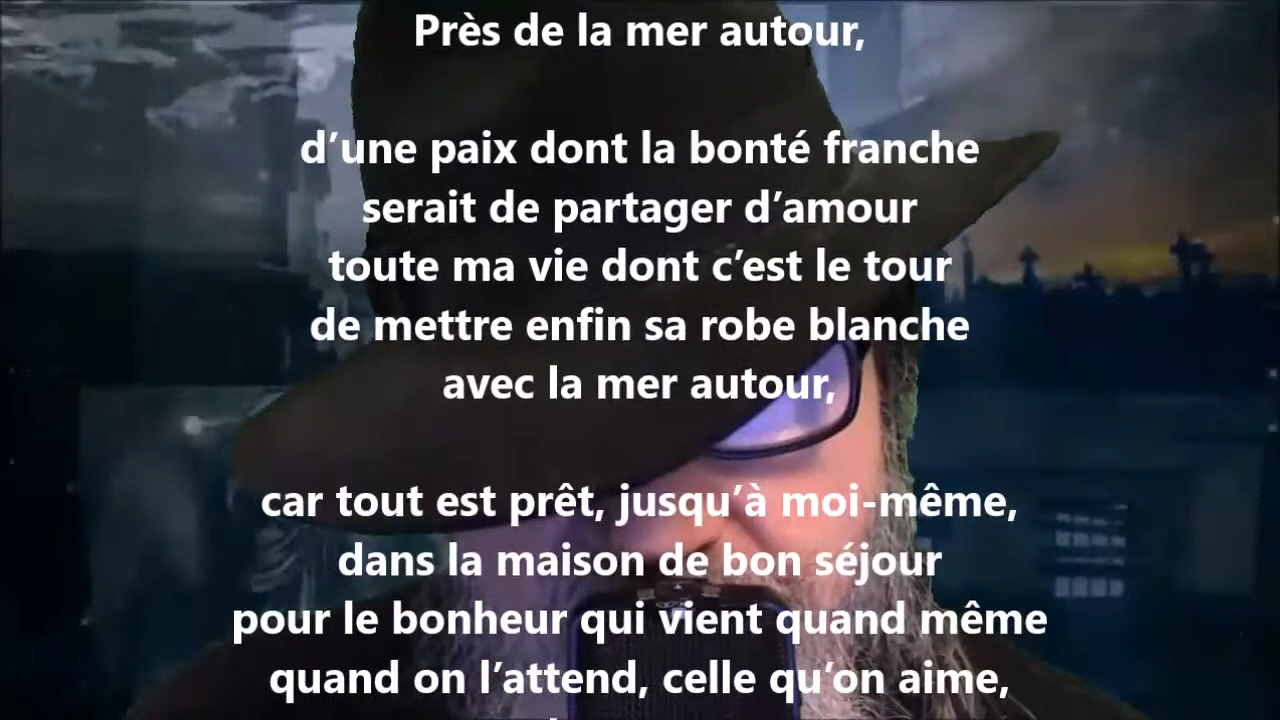 Près de la mer autour,
d’une paix dont la bonté franche
serait de partager d’amour
toute ma vie dont c’est le tour
de mettre enfin sa robe blanche
avec la mer autour,
car tout est prêt, jusqu’à moi-même,
dans la maison de bon séjour
pour le bonheur qui vient quand même
quand on l’attend, celle qu’on aime,